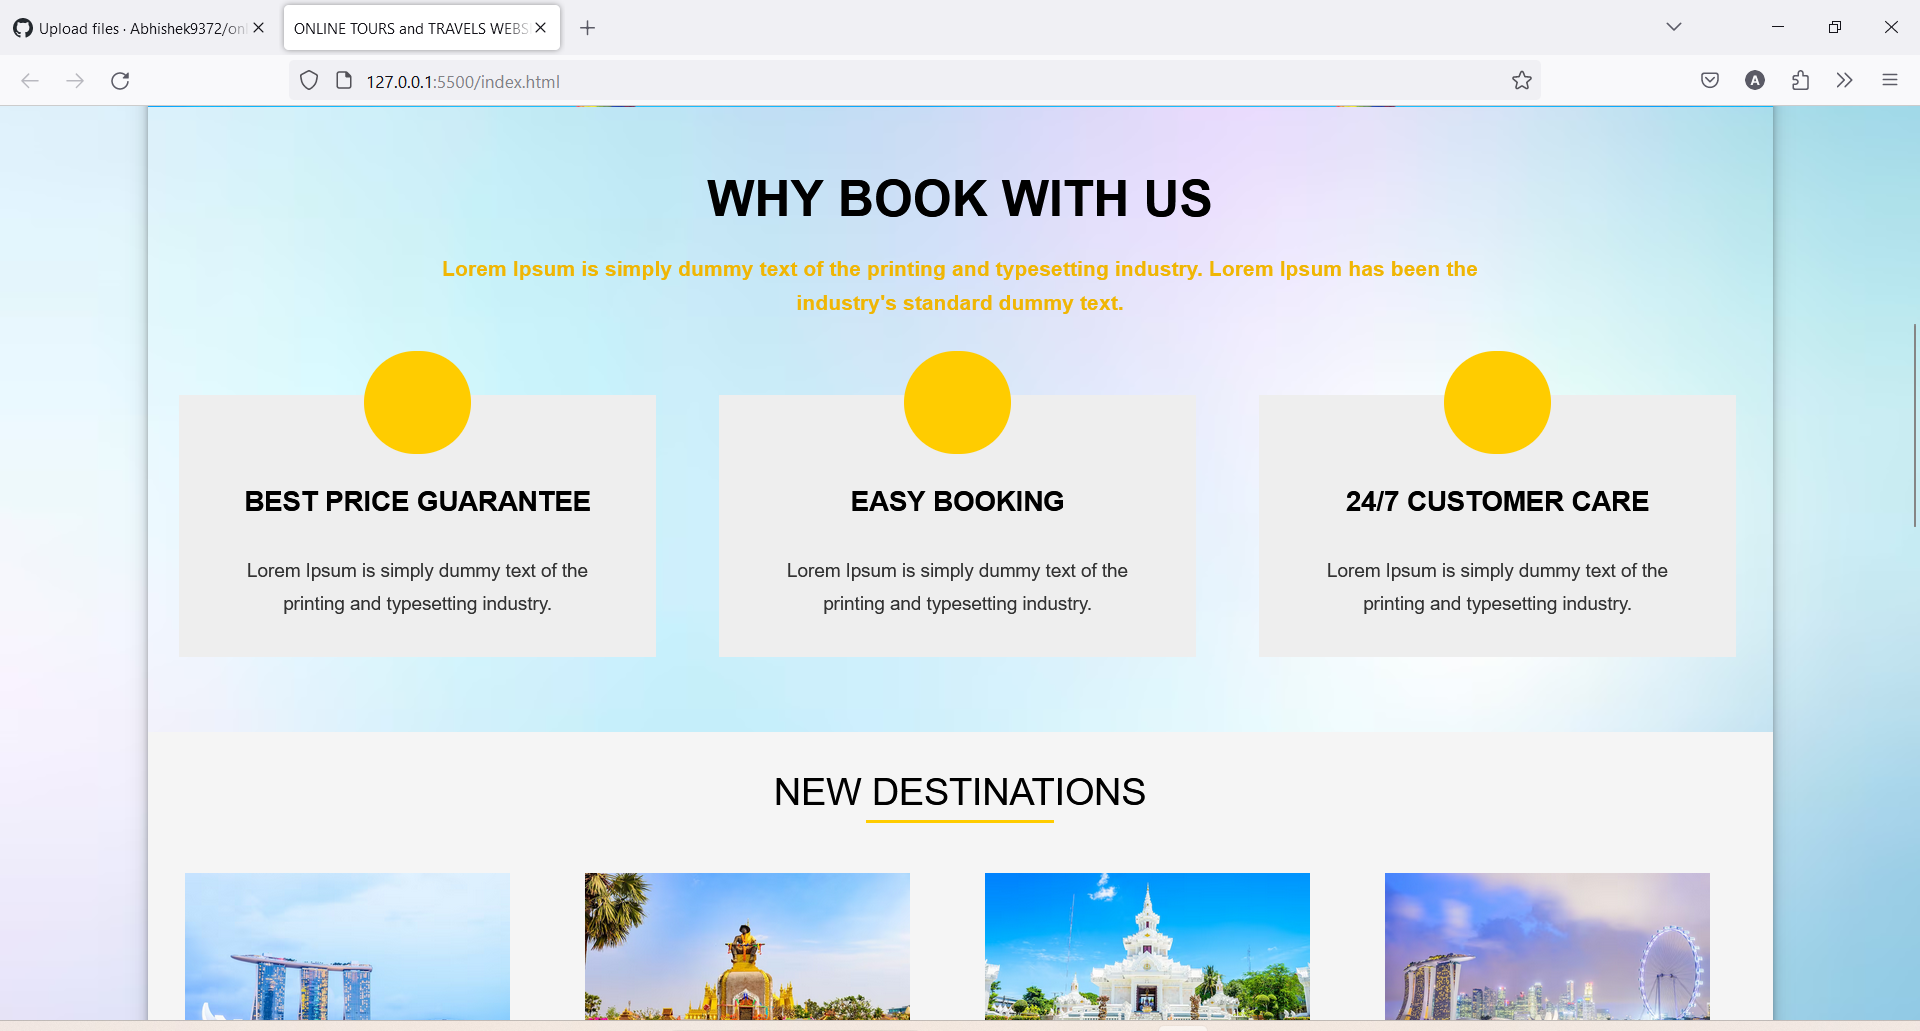 Upload files · Abhishek9372/onl
ONLINE TOURS and TRAVELS WEBS
127.0.0.1:5500/index.html
A
WHY BOOK WITH US
Lorem Ipsum is simply dummy text of the printing and typesetting industry. Lorem Ipsum has been the
industry's standard dummy text.
BEST PRICE GUARANTEE
Lorem Ipsum is simply dummy text of the
printing and typesetting industry.
EASY BOOKING
Lorem Ipsum is simply dummy text of the
printing and typesetting industry.
24/7 CUSTOMER CARE
Lorem Ipsum is simply dummy text of the
printing and typesetting industry.
NEW DESTINATIONS